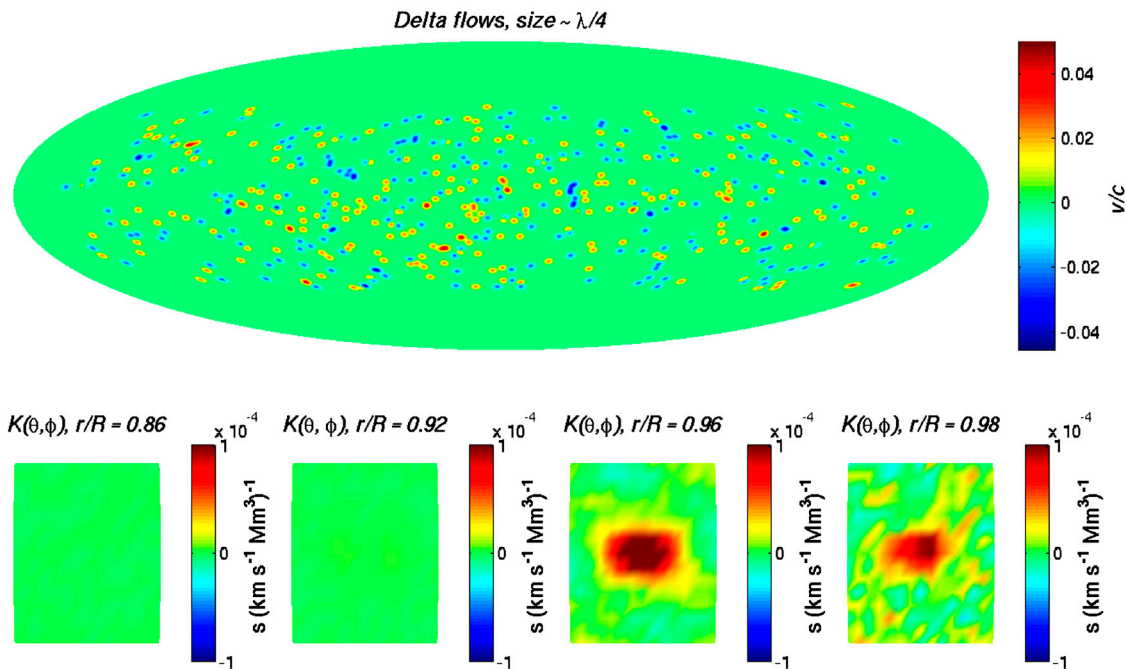 Delta flows, size ~ λ/4
0.04
0.02
0
-0.02
-0.04
v/c
K(θ,ϕ), r/R = 0.86
x 10-4
1
0
-1
s (km s-1 Mm3)-1
K(θ, ϕ), r/R = 0.92
x 10-4
1
0
-1
s (km s-1 Mm3)-1
K(θ,ϕ), r/R = 0.96
x 10-4
1
0
-1
s (km s-1 Mm3)-1
K(θ,ϕ), r/R = 0.98
x 10-4
1
0
-1
s (km s-1 Mm3)-1